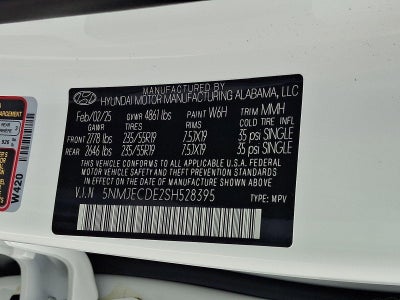 MANUFACTURED BY
HYUNDAI MOTOR MANUFACTURING ALABAMA, LLC
Feb/02/25 GVWR 4861 lbs PAINT W6H TRIM MMH
GAWR TIRES RIMS COLD TIRE INFL
FRONT 2778 lbs 235/55R19 7.5JX19 35 psi SINGLE
REAR 2646 lbs 235/55R19 7.5JX19 35 psi SINGLE
THIS VEHICLE CONFORMS TO ALL APPLICABLE U.S.A. FEDERAL
MOTOR VEHICLE SAFETY STANDARDS IN EFFECT
ON THE DATE OF MANUFACTURE SHOWN ABOVE
V.I.N 5NMJECDE2SH528395
TYPE: MPV
W420